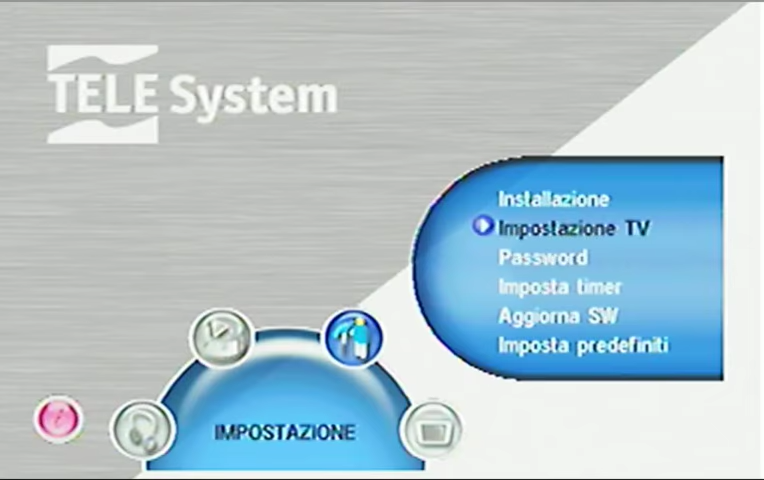 TELE System
Installazione
Impostazione TV
Password
Imposta timer
Aggiorna SW
Imposta predefiniti
IMPOSTAZIONE